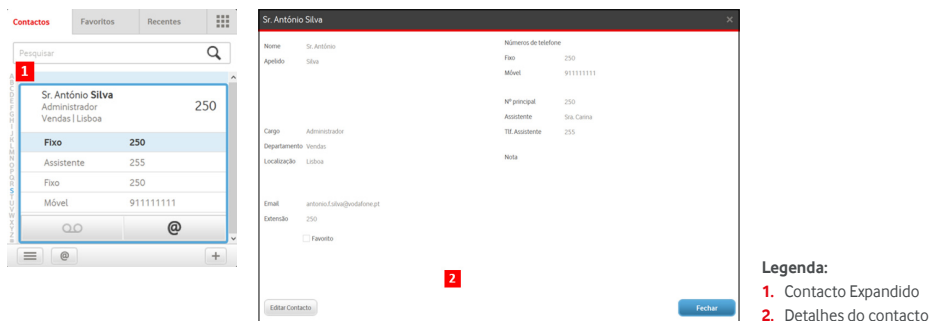 Contactos Favoritos Recentes
Pesquisar
1
A
B
C
D
E
F
G
H
I
J
K
L
M
N
O
P
Q
R
S
T
U
V
W
X
Y
Z
Sr. António Silva
Administrador
Vendas | Lisboa
250
Fixo 250
Assistente 255
Fixo 250
Móvel 911111111
@
@ +
Sr. António Silva ×
Nome Sr. António
Apelido Silva
Cargo Administrador
Departamento Vendas
Localização Lisboa
Email antonio.f.silva@vodafone.pt
Extensão 250
Favorito
Números de telefone
Fixo 250
Móvel 911111111
Nº principal 250
Assistente Sra. Carina
Tlf. Assistente 255
Nota
2
Editar Contacto Fechar
Legenda:
1. Contacto Expandido
2. Detalhes do contacto